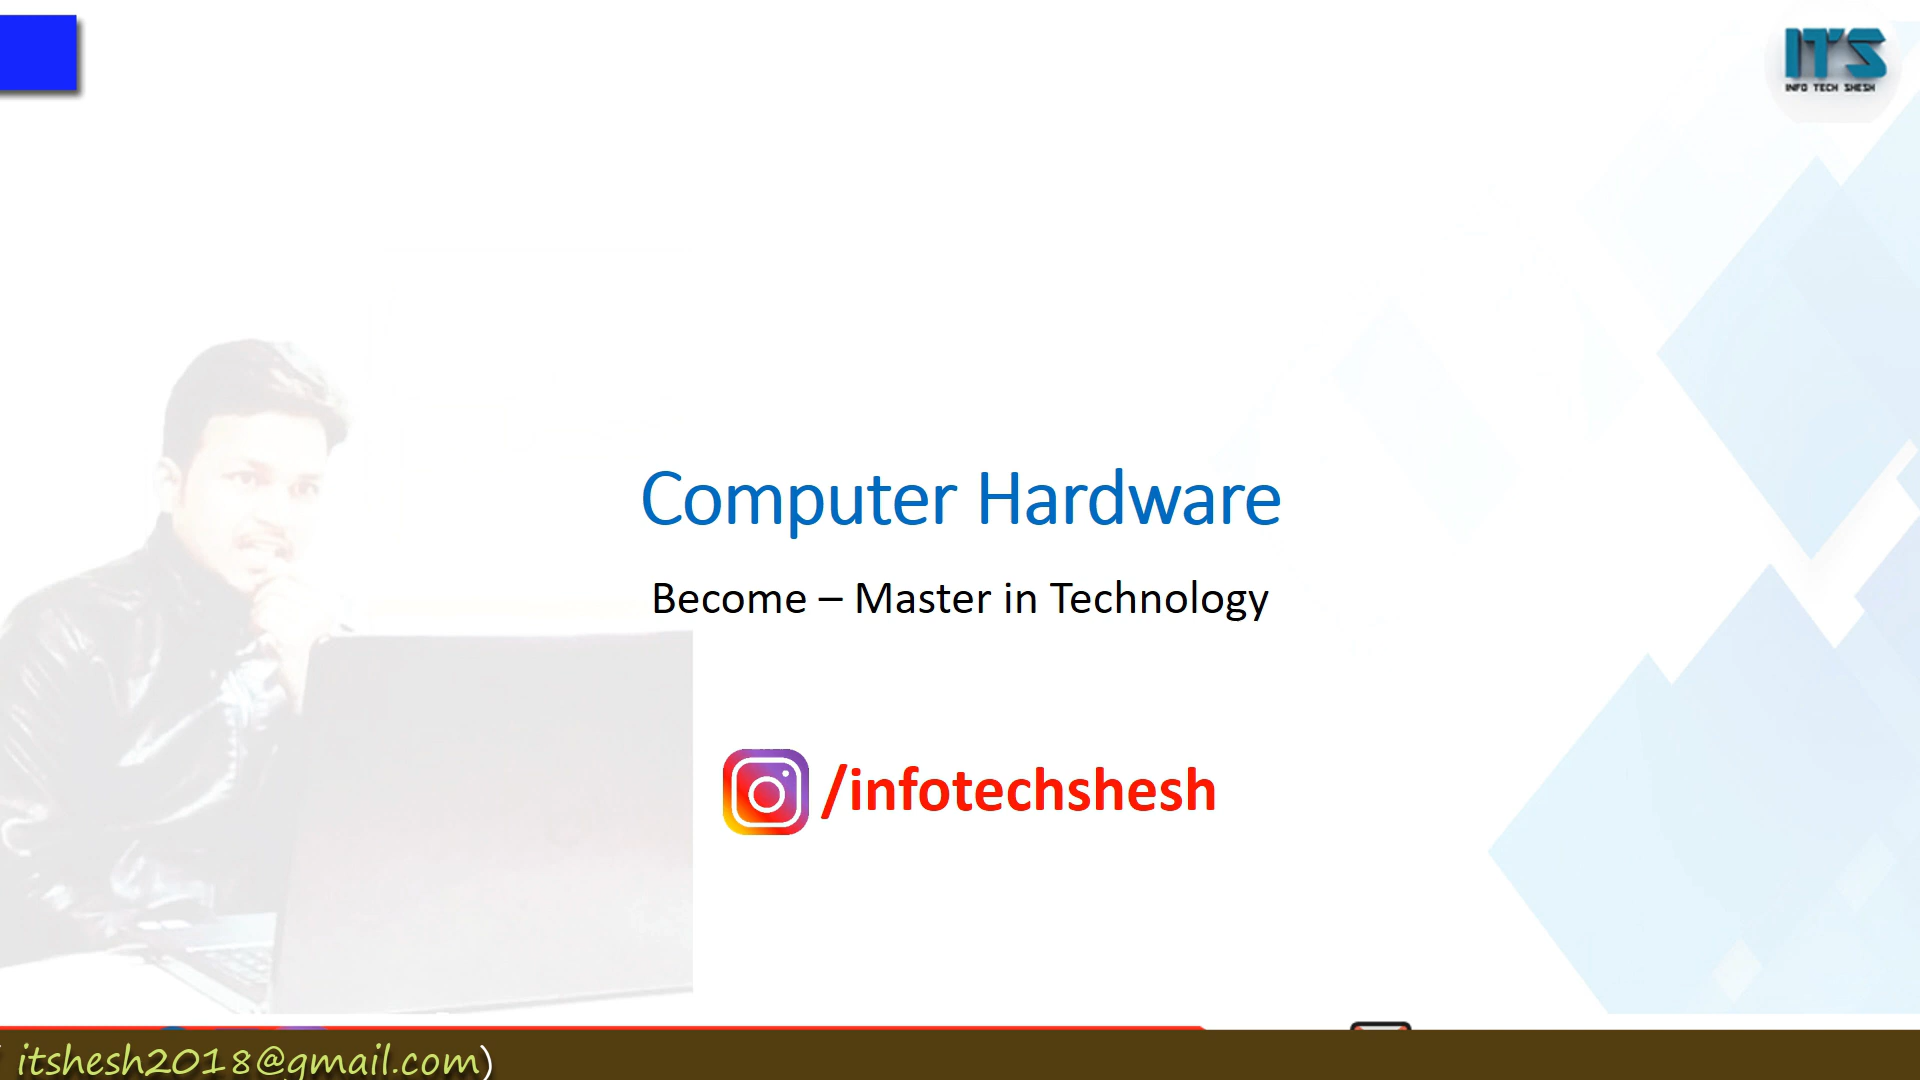 IT'S
INFO TECH SHESH
Computer Hardware
Become – Master in Technology
/infotechshesh
itshesh2018@gmail.com)